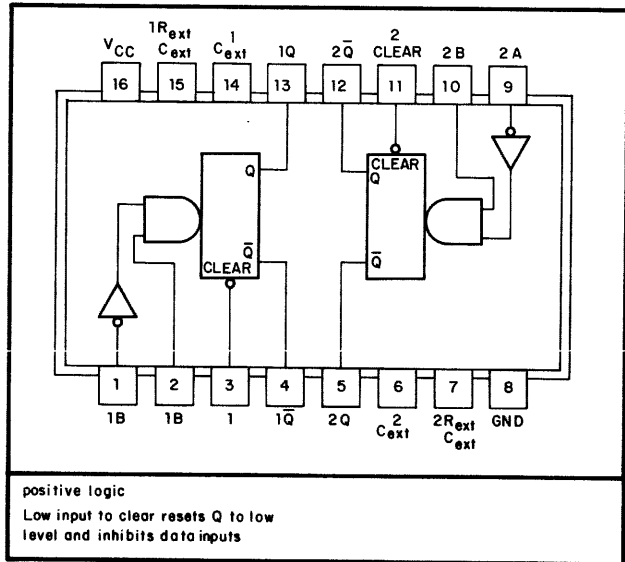 VCC
1Rext
Cext
1
Cext
1Q
2Q̅
2
CLEAR
2B
2A
16
15
14
13
12
11
10
9
Q
Q̅
CLEAR
CLEAR
Q
Q̅
1
2
3
4
5
6
7
8
1B
1B
1
1Q̅
2Q
2
Cext
2Rext
Cext
GND
positive logic
Low input to clear resets Q to low
level and inhibits data inputs